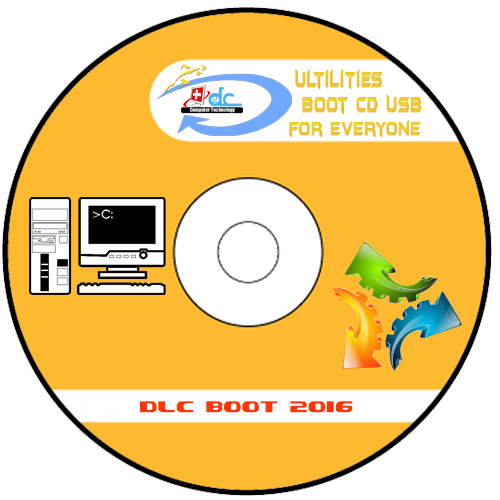 ULTILITIES
BOOT CD USB
FOR EVERYONE
dlc
Computer Technology
>C:
DLC BOOT 2016